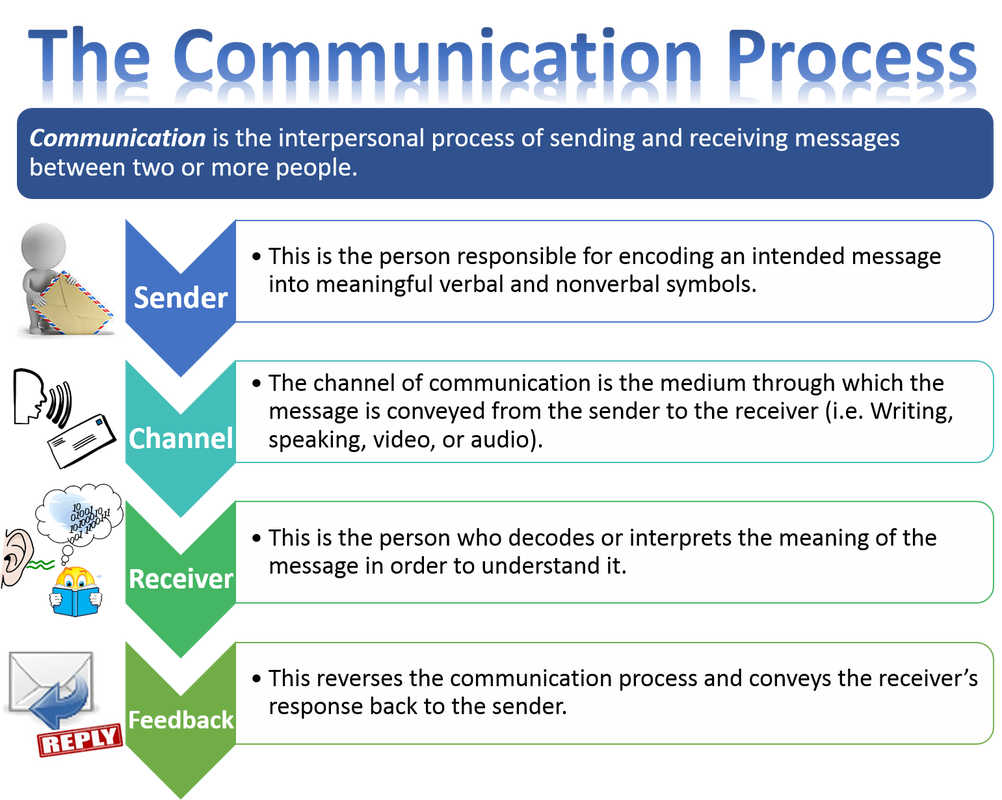 The Communication Process
Communication is the interpersonal process of sending and receiving messages
between two or more people.
Sender
• This is the person responsible for encoding an intended message
into meaningful verbal and nonverbal symbols.
Channel
• The channel of communication is the medium through which the
message is conveyed from the sender to the receiver (i.e. Writing,
speaking, video, or audio).
Receiver
• This is the person who decodes or interprets the meaning of the
message in order to understand it.
Feedback
• This reverses the communication process and conveys the receiver’s
response back to the sender.
REPLY